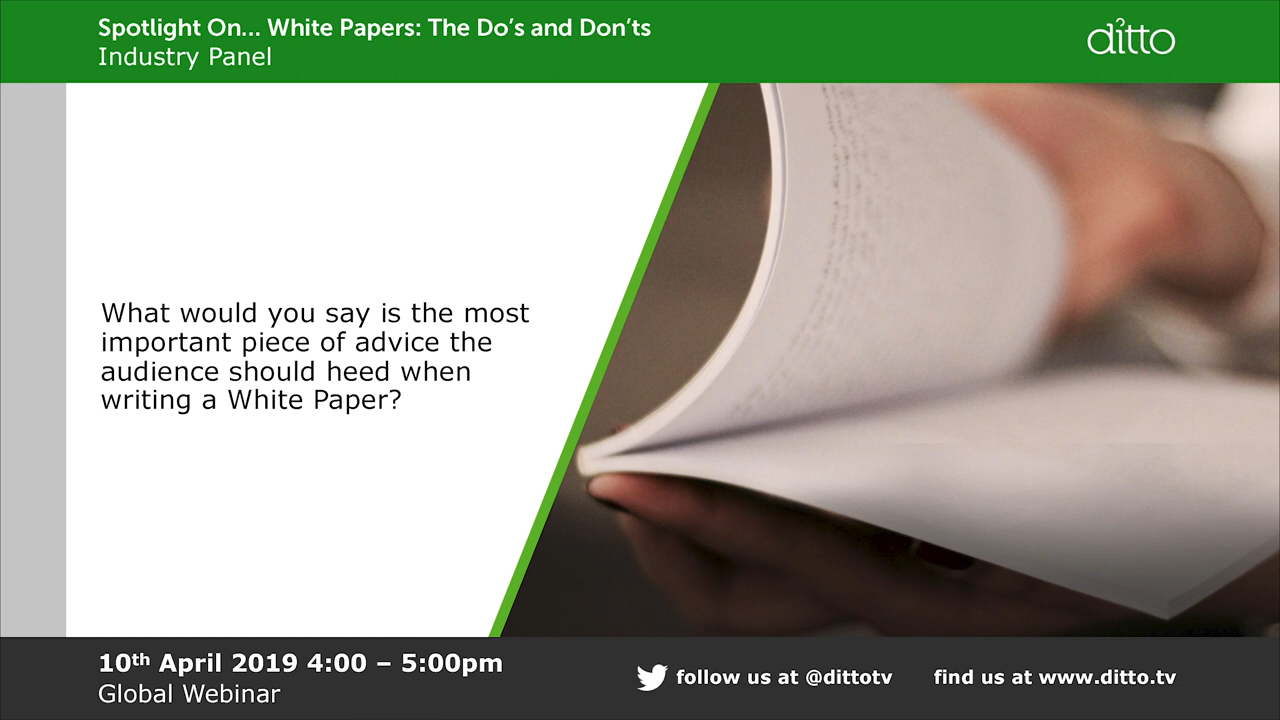 Spotlight On... White Papers: The Do's and Don'ts
Industry Panel
ditto
What would you say is the most
important piece of advice the
audience should heed when
writing a White Paper?
10th April 2019 4:00 – 5:00pm
Global Webinar
follow us at @dittotv
find us at www.ditto.tv